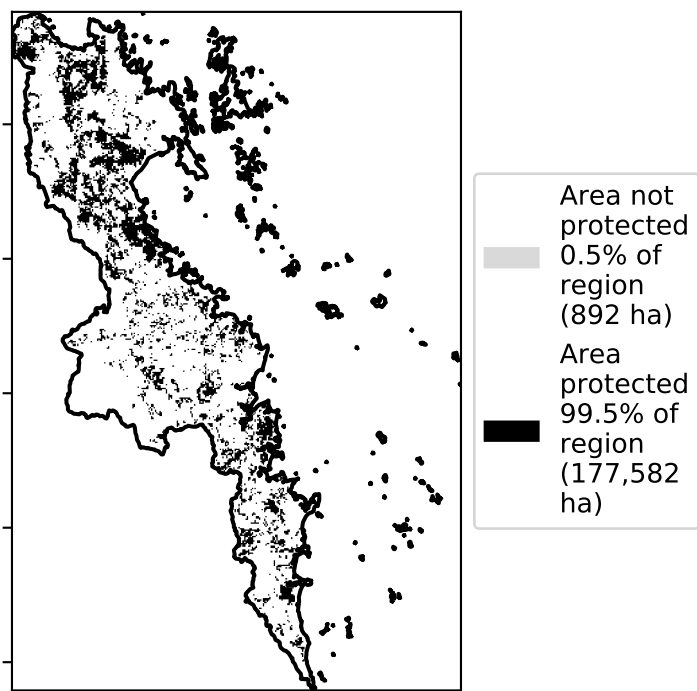 Area not
protected
0.5% of
region
(892 ha)
Area
protected
99.5% of
region
(177,582
ha)